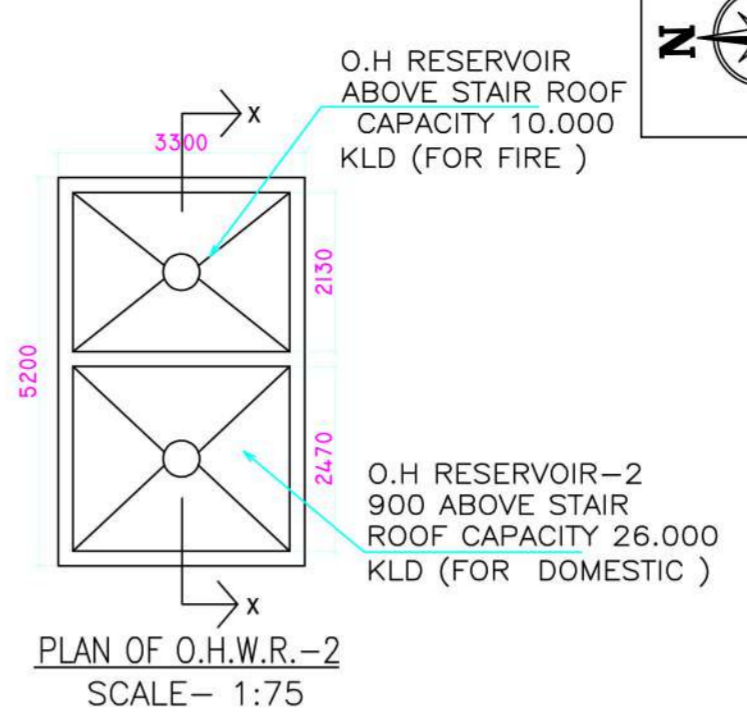 N
O.H RESERVOIR
ABOVE STAIR ROOF
CAPACITY 10.000
KLD (FOR FIRE )
X
3300
2130
5200
2470
O.H RESERVOIR-2
900 ABOVE STAIR
ROOF CAPACITY 26.000
KLD (FOR DOMESTIC )
X
PLAN OF O.H.W.R.-2
SCALE- 1:75